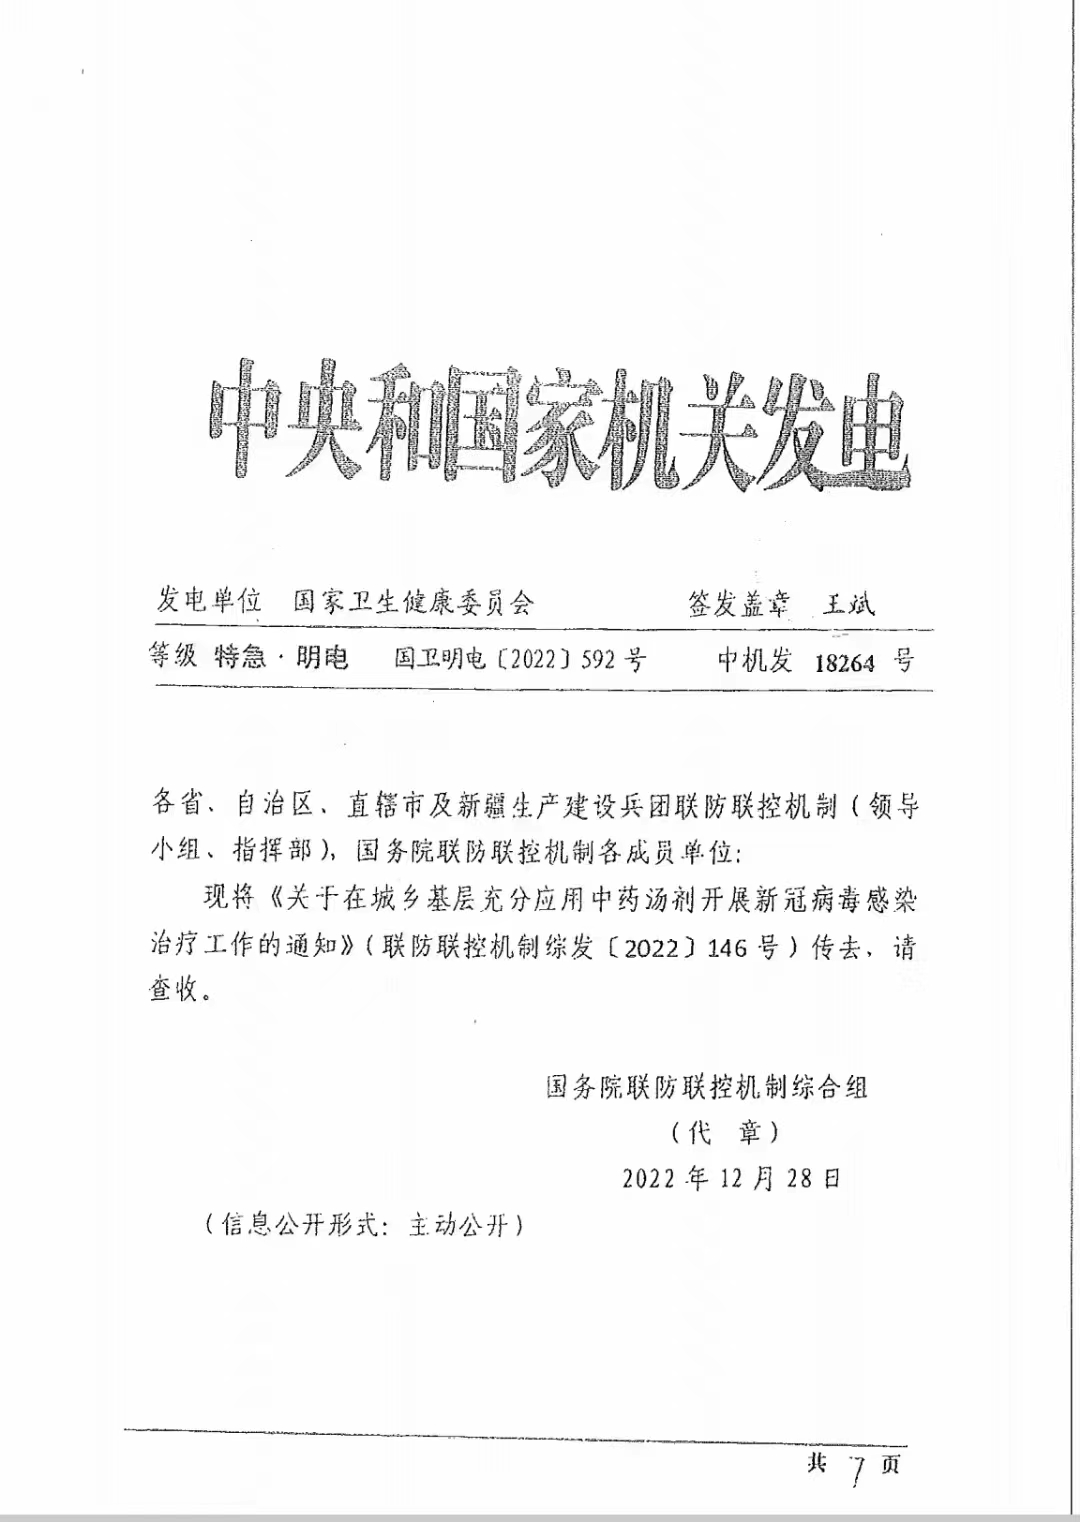 中央和国家机关发电
发电单位 国家卫生健康委员会 签发盖章 王斌
等级 特急·明电 国卫明电〔2022〕592号 中机发 18264 号
各省、自治区、直辖市及新疆生产建设兵团联防联控机制(领导
小组、指挥部),国务院联防联控机制各成员单位:
现将《关于在城乡基层充分应用中药汤剂开展新冠病毒感染
治疗工作的通知》(联防联控机制综发〔2022〕146号)传去,请
查收。
国务院联防联控机制综合组
(代 章)
2022年12月28日
(信息公开形式:主动公开)
共 7 页